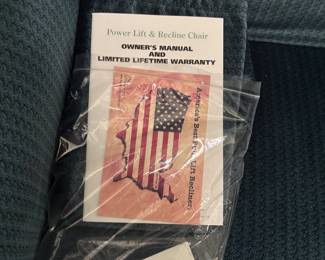 Power Lift & Recline Chair
OWNER'S MANUAL
AND
LIMITED LIFETIME WARRANTY
America's Best Power Lift Recliner